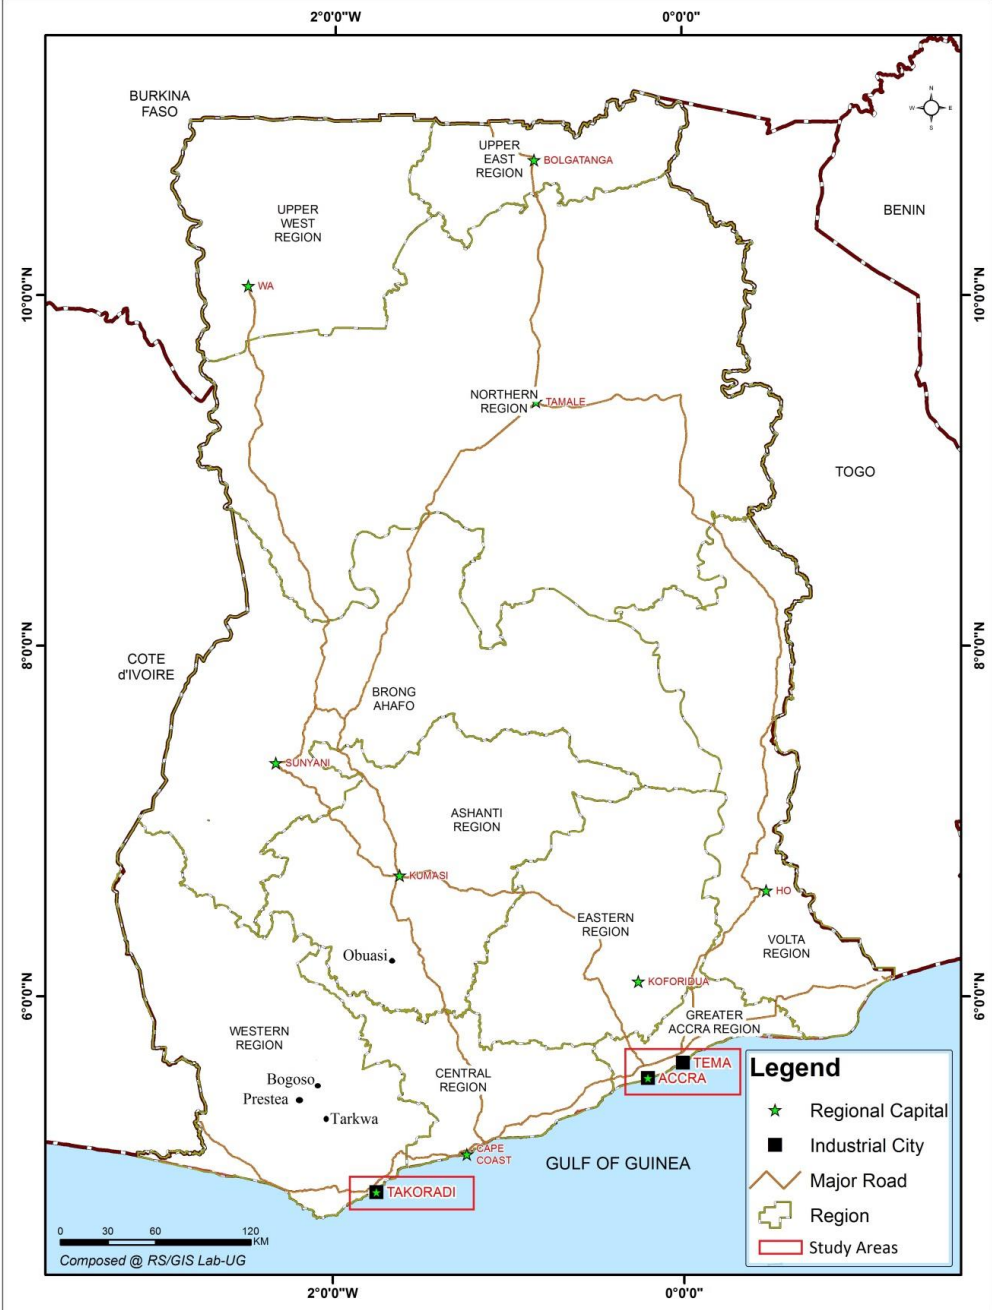 2°0'0"W
0°0'0"
BURKINA
FASO
N
W
E
S
UPPER
EAST
REGION
BOLGATANGA
UPPER
WEST
REGION
BENIN
WA
10°0'0"N
10°0'0"N
NORTHERN
REGION
TAMALE
TOGO
8°0'0"N
8°0'0"N
COTE
d'IVOIRE
BRONG
AHAFO
SUNYANI
ASHANTI
REGION
KUMASI
HO
EASTERN
REGION
VOLTA
REGION
Obuasi
KOFORIDUA
6°0'0"N
6°0'0"N
GREATER
ACCRA REGION
WESTERN
REGION
TEMA
ACCRA
CENTRAL
REGION
Bogoso
Prestea
Tarkwa
CAPE
COAST
GULF OF GUINEA
TAKORADI
Legend
Regional Capital
Industrial City
Major Road
Region
Study Areas
0 30 60 120
KM
Composed @ RS/GIS Lab-UG
2°0'0"W
0°0'0"